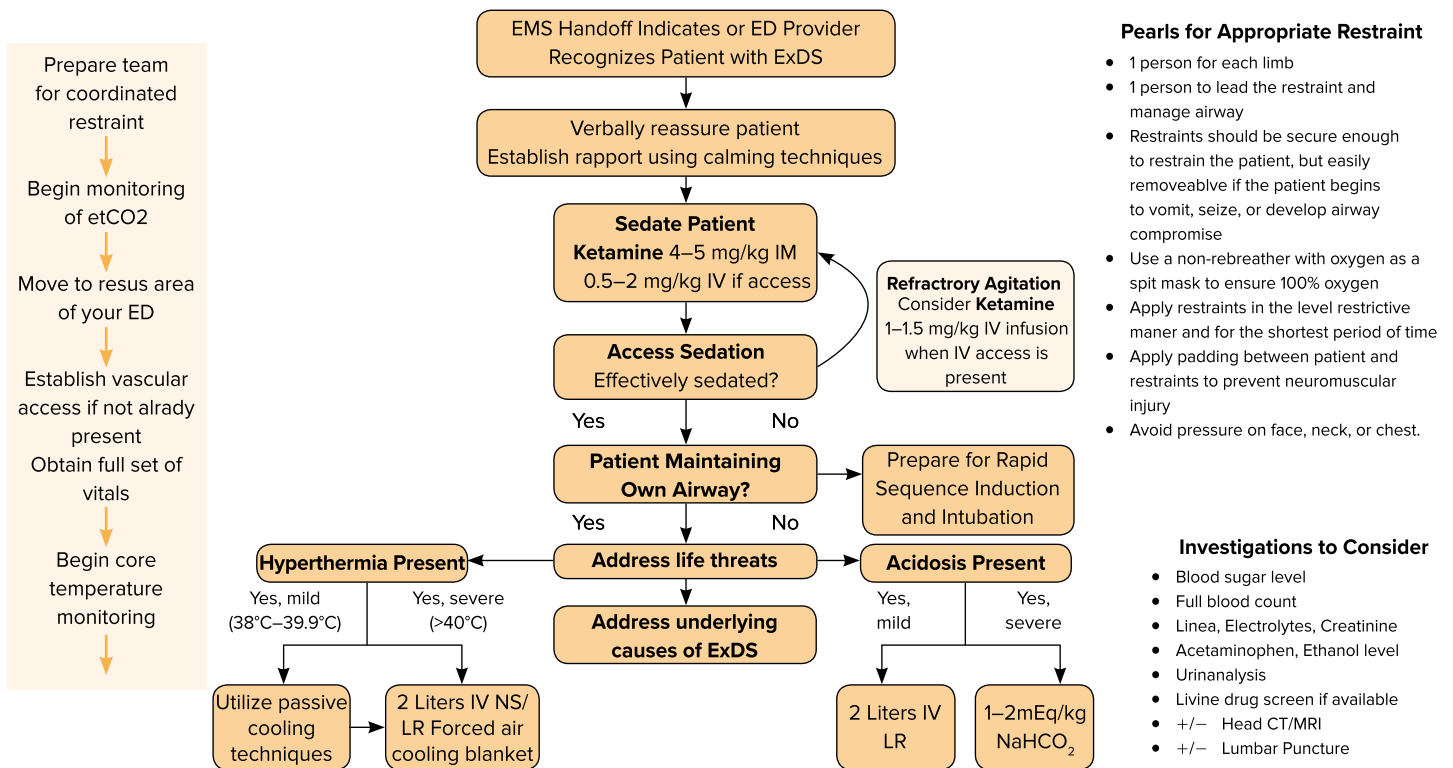 Prepare team
for coordinated
restraint
Begin monitoring
of etCO2
Move to resus area
of your ED
Establish vascular
access if not alrady
present
Obtain full set of
vitals
Begin core
temperature
monitoring
EMS Handoff Indicates or ED Provider
Recognizes Patient with ExDS
Verbally reassure patient
Establish rapport using calming techniques
Sedate Patient
Ketamine 4–5 mg/kg IM
0.5–2 mg/kg IV if access
Refractrory Agitation
Consider Ketamine
1–1.5 mg/kg IV infusion
when IV access is
present
Access Sedation
Effectively sedated?
Yes No
Patient Maintaining
Own Airway?
Prepare for Rapid
Sequence Induction
and Intubation
Yes No
Address life threats
Hyperthermia Present
Yes, mild
(38°C–39.9°C)
Yes, severe
(>40°C)
Utilize passive
cooling
techniques
2 Liters IV NS/
LR Forced air
cooling blanket
Address underlying
causes of ExDS
Acidosis Present
Yes,
mild
Yes,
severe
2 Liters IV
LR
1–2mEq/kg
NaHCO2
Pearls for Appropriate Restraint
• 1 person for each limb
• 1 person to lead the restraint and
manage airway
• Restraints should be secure enough
to restrain the patient, but easily
removeablve if the patient begins
to vomit, seize, or develop airway
compromise
• Use a non-rebreather with oxygen as a
spit mask to ensure 100% oxygen
• Apply restraints in the level restrictive
maner and for the shortest period of time
• Apply padding between patient and
restraints to prevent neuromuscular
injury
• Avoid pressure on face, neck, or chest.
Investigations to Consider
• Blood sugar level
• Full blood count
• Linea, Electrolytes, Creatinine
• Acetaminophen, Ethanol level
• Urinanalysis
• Livine drug screen if available
• +/− Head CT/MRI
• +/− Lumbar Puncture